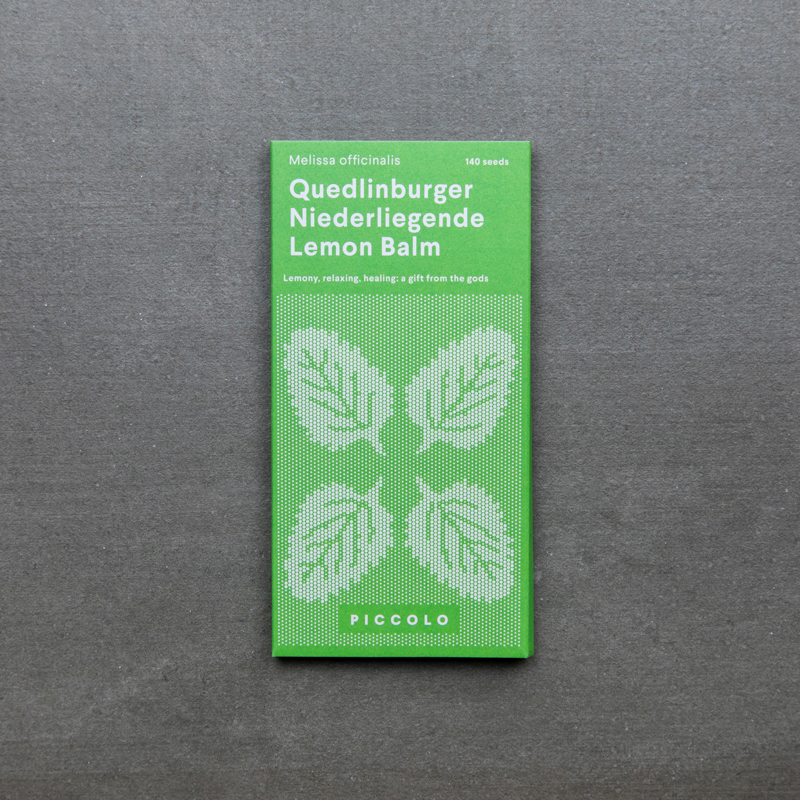 Melissa officinalis 140 seeds
Quedlinburger
Niederliegende
Lemon Balm
Lemony, relaxing, healing: a gift from the gods
PICCOLO